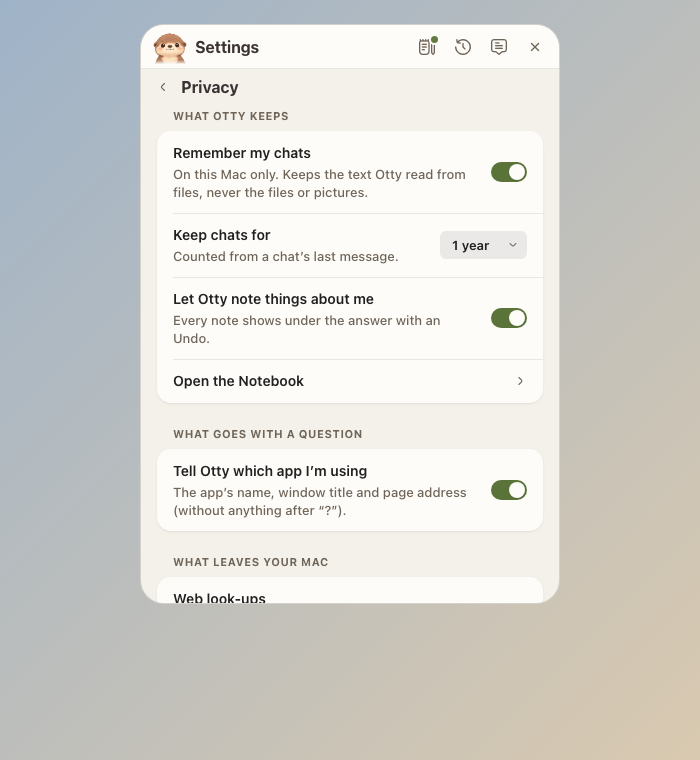 Settings
Privacy
WHAT OTTY KEEPS
Remember my chats
On this Mac only. Keeps the text Otty read from
files, never the files or pictures.
Keep chats for
1 year
Counted from a chat’s last message.
Let Otty note things about me
Every note shows under the answer with an
Undo.
Open the Notebook
WHAT GOES WITH A QUESTION
Tell Otty which app I’m using
The app’s name, window title and page address
(without anything after “?”).
WHAT LEAVES YOUR MAC
Web look-ups